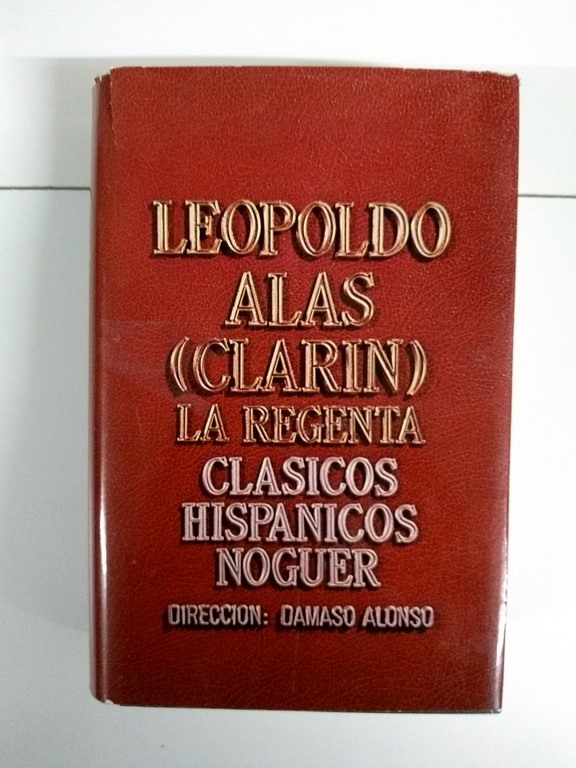 LEOPOLDO
ALAS
(CLARIN)
LA REGENTA
CLASICOS
HISPANICOS
NOGUER
DIRECCION: DAMASO ALONSO